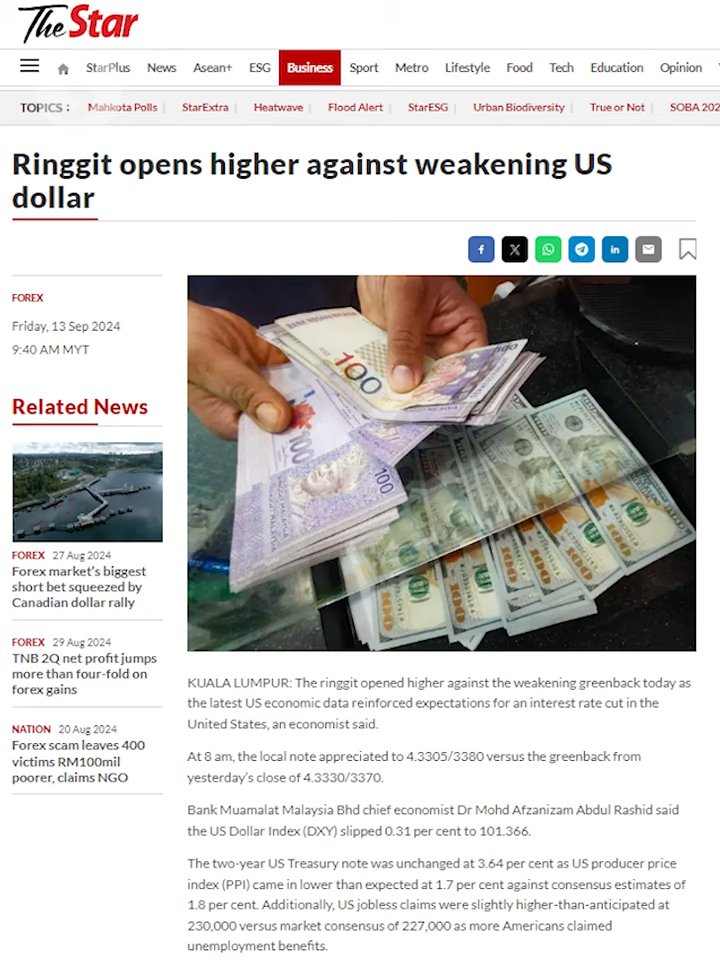 The Star
StarPlus News Asean+ ESG Business Sport Metro Lifestyle Food Tech Education Opinion
TOPICS : Mahkota Polls StarExtra Heatwave Flood Alert StarESG Urban Biodiversity True or Not SOBA 202
Ringgit opens higher against weakening US
dollar
FOREX
Friday, 13 Sep 2024
9:40 AM MYT
Related News
FOREX 27 Aug 2024
Forex market's biggest
short bet squeezed by
Canadian dollar rally
FOREX 29 Aug 2024
TNB 2Q net profit jumps
more than four-fold on
forex gains
NATION 20 Aug 2024
Forex scam leaves 400
victims RM100mil
poorer, claims NGO
100
100
100
100
100
100
100
100
KUALA LUMPUR: The ringgit opened higher against the weakening greenback today as
the latest US economic data reinforced expectations for an interest rate cut in the
United States, an economist said.
At 8 am, the local note appreciated to 4.3305/3380 versus the greenback from
yesterday's close of 4.3330/3370.
Bank Muamalat Malaysia Bhd chief economist Dr Mohd Afzanizam Abdul Rashid said
the US Dollar Index (DXY) slipped 0.31 per cent to 101.366.
The two-year US Treasury note was unchanged at 3.64 per cent as US producer price
index (PPI) came in lower than expected at 1.7 per cent against consensus estimates of
1.8 per cent. Additionally, US jobless claims were slightly higher-than-anticipated at
230,000 versus market consensus of 227,000 as more Americans claimed
unemployment benefits.